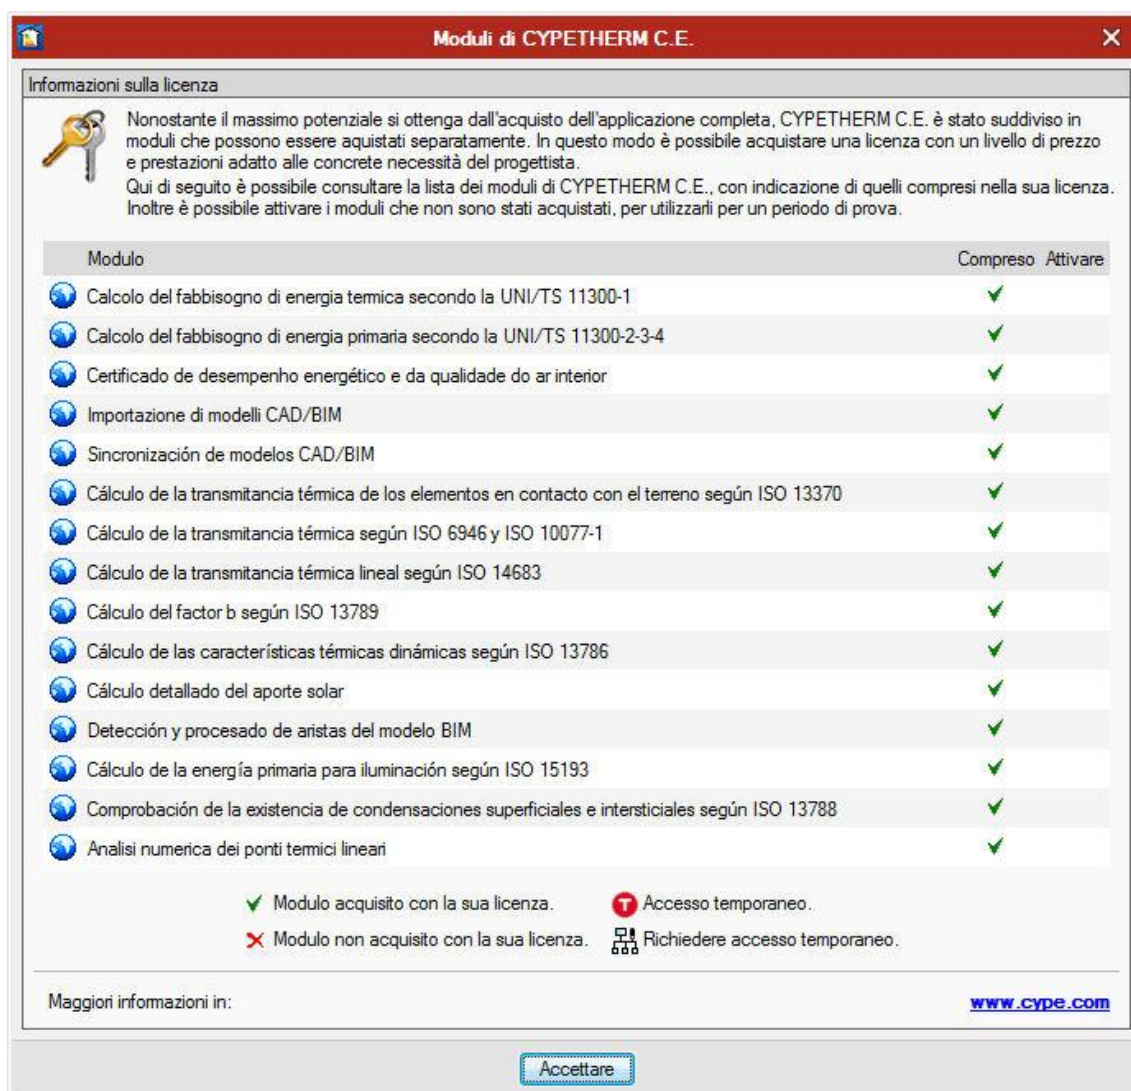 Moduli di CYPETHERM C.E.
Informazioni sulla licenza
Nonostante il massimo potenziale si ottenga dall'acquisto dell'applicazione completa, CYPETHERM C.E. è stato suddiviso in
moduli che possono essere aquistati separatamente. In questo modo è possibile acquistare una licenza con un livello di prezzo
e prestazioni adatto alle concrete necessità del progettista.
Qui di seguito è possibile consultare la lista dei moduli di CYPETHERM C.E., con indicazione di quelli compresi nella sua licenza.
Inoltre è possibile attivare i moduli che non sono stati acquistati, per utilizzarli per un periodo di prova.
Modulo Compreso Attivare
Calcolo del fabbisogno di energia termica secondo la UNI/TS 11300-1
Calcolo del fabbisogno di energia primaria secondo la UNI/TS 11300-2-3-4
Certificado de desempenho energético e da qualidade do ar interior
Importazione di modelli CAD/BIM
Sincronización de modelos CAD/BIM
Cálculo de la transmitancia térmica de los elementos en contacto con el terreno según ISO 13370
Cálculo de la transmitancia térmica según ISO 6946 y ISO 10077-1
Cálculo de la transmitancia térmica lineal según ISO 14683
Cálculo del factor b según ISO 13789
Cálculo de las características térmicas dinámicas según ISO 13786
Cálculo detallado del aporte solar
Detección y procesado de aristas del modelo BIM
Cálculo de la energía primaria para iluminación según ISO 15193
Comprobación de la existencia de condensaciones superficiales e intersticiales según ISO 13788
Analisi numerica dei ponti termici lineari
Modulo acquisito con la sua licenza. T Accesso temporaneo.
Modulo non acquisito con la sua licenza. Richiedere accesso temporaneo.
Maggiori informazioni in: www.cype.com
Accettare